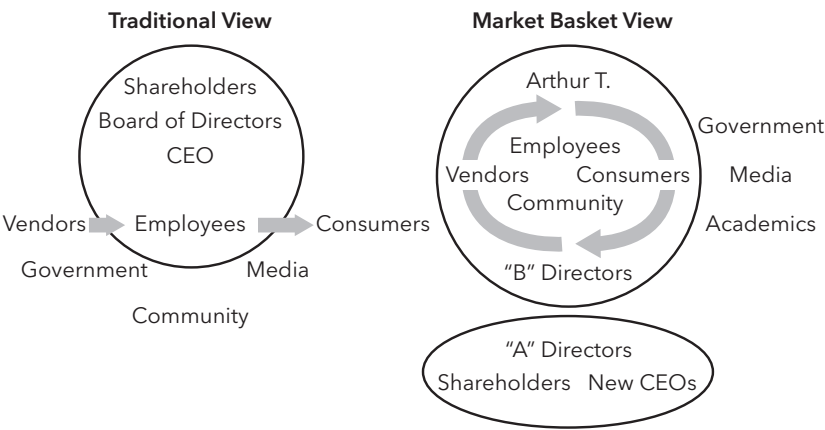 Traditional View
Shareholders
Board of Directors
CEO
Vendors Employees Consumers
Government Media
Community
Market Basket View
Arthur T.
Employees
Vendors Consumers
Community
"B" Directors
Government
Media
Academics
"A" Directors
Shareholders New CEOs